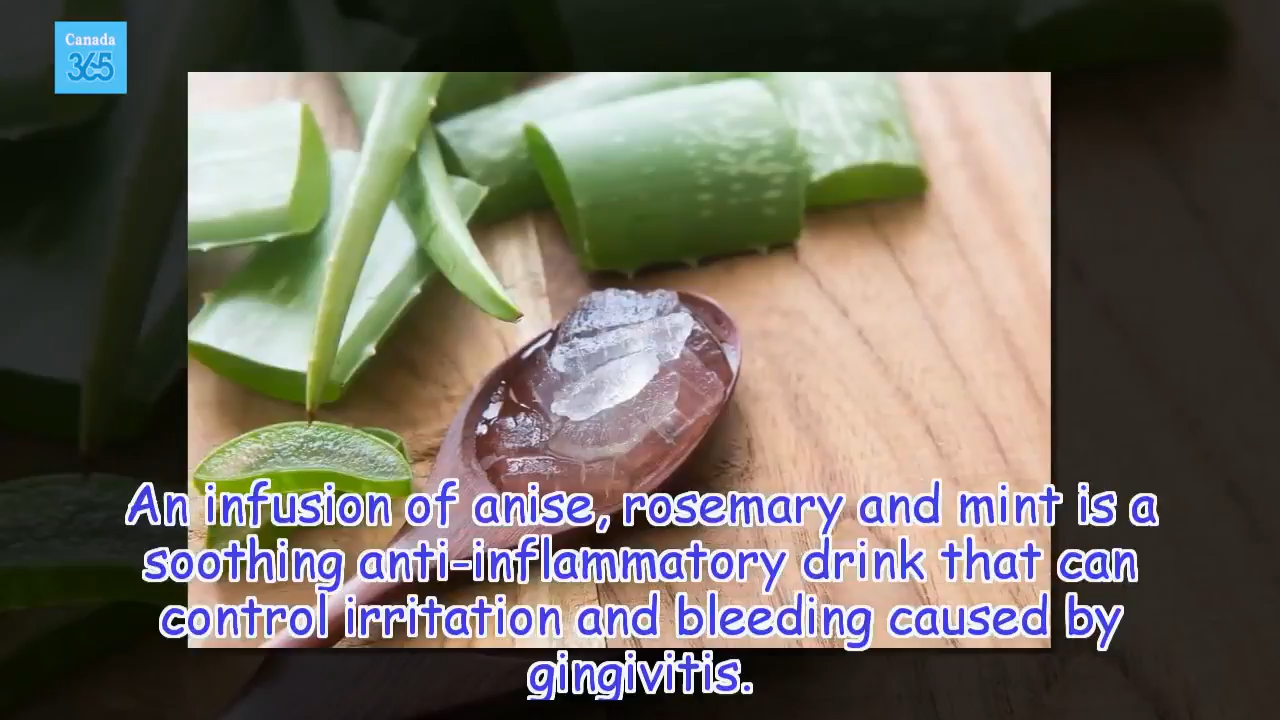 Canada
365
An infusion of anise, rosemary and mint is a
soothing anti-inflammatory drink that can
control irritation and bleeding caused by
gingivitis.